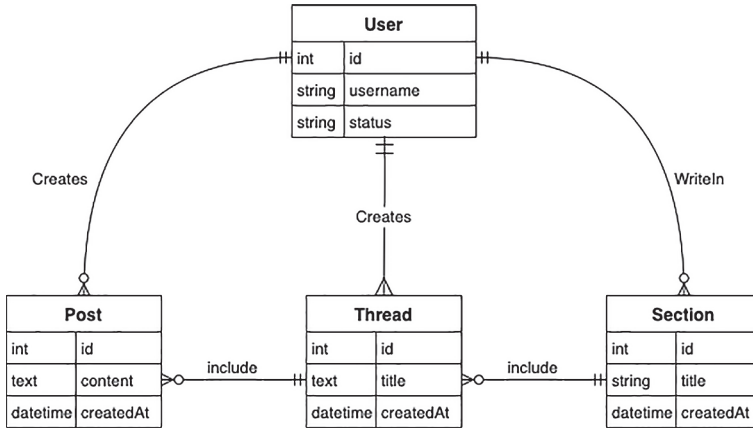 User
int id
string username
string status
Creates
Creates
WriteIn
Post
int id
text content
datetime createdAt
include
Thread
int id
text title
datetime createdAt
include
Section
int id
string title
datetime createdAt